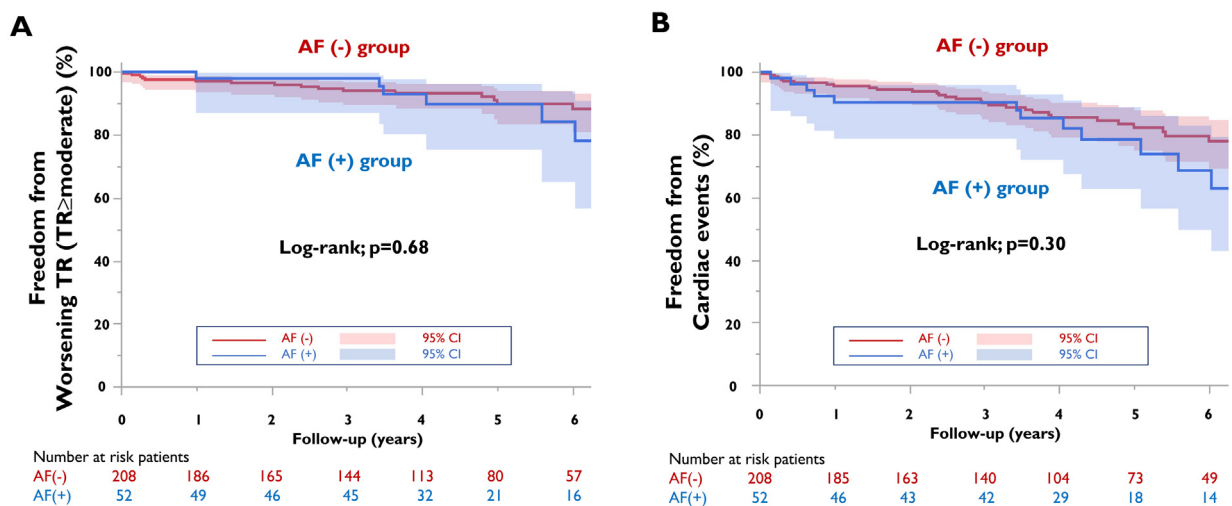 A
AF (-) group
Freedom from
Worsening TR (TR≥moderate) (%)
100
80
60
40
20
0
AF (+) group
Log-rank; p=0.68
AF (-) 95% CI
AF (+) 95% CI
0 1 2 3 4 5 6
Follow-up (years)
Number at risk patients
AF(-) 208 186 165 144 113 80 57
AF(+) 52 49 46 45 32 21 16
B
AF (-) group
Freedom from
Cardiac events (%)
100
80
60
40
20
0
AF (+) group
Log-rank; p=0.30
AF (-) 95% CI
AF (+) 95% CI
0 1 2 3 4 5 6
Follow-up (years)
Number at risk patients
AF(-) 208 185 163 140 104 73 49
AF(+) 52 46 43 42 29 18 14